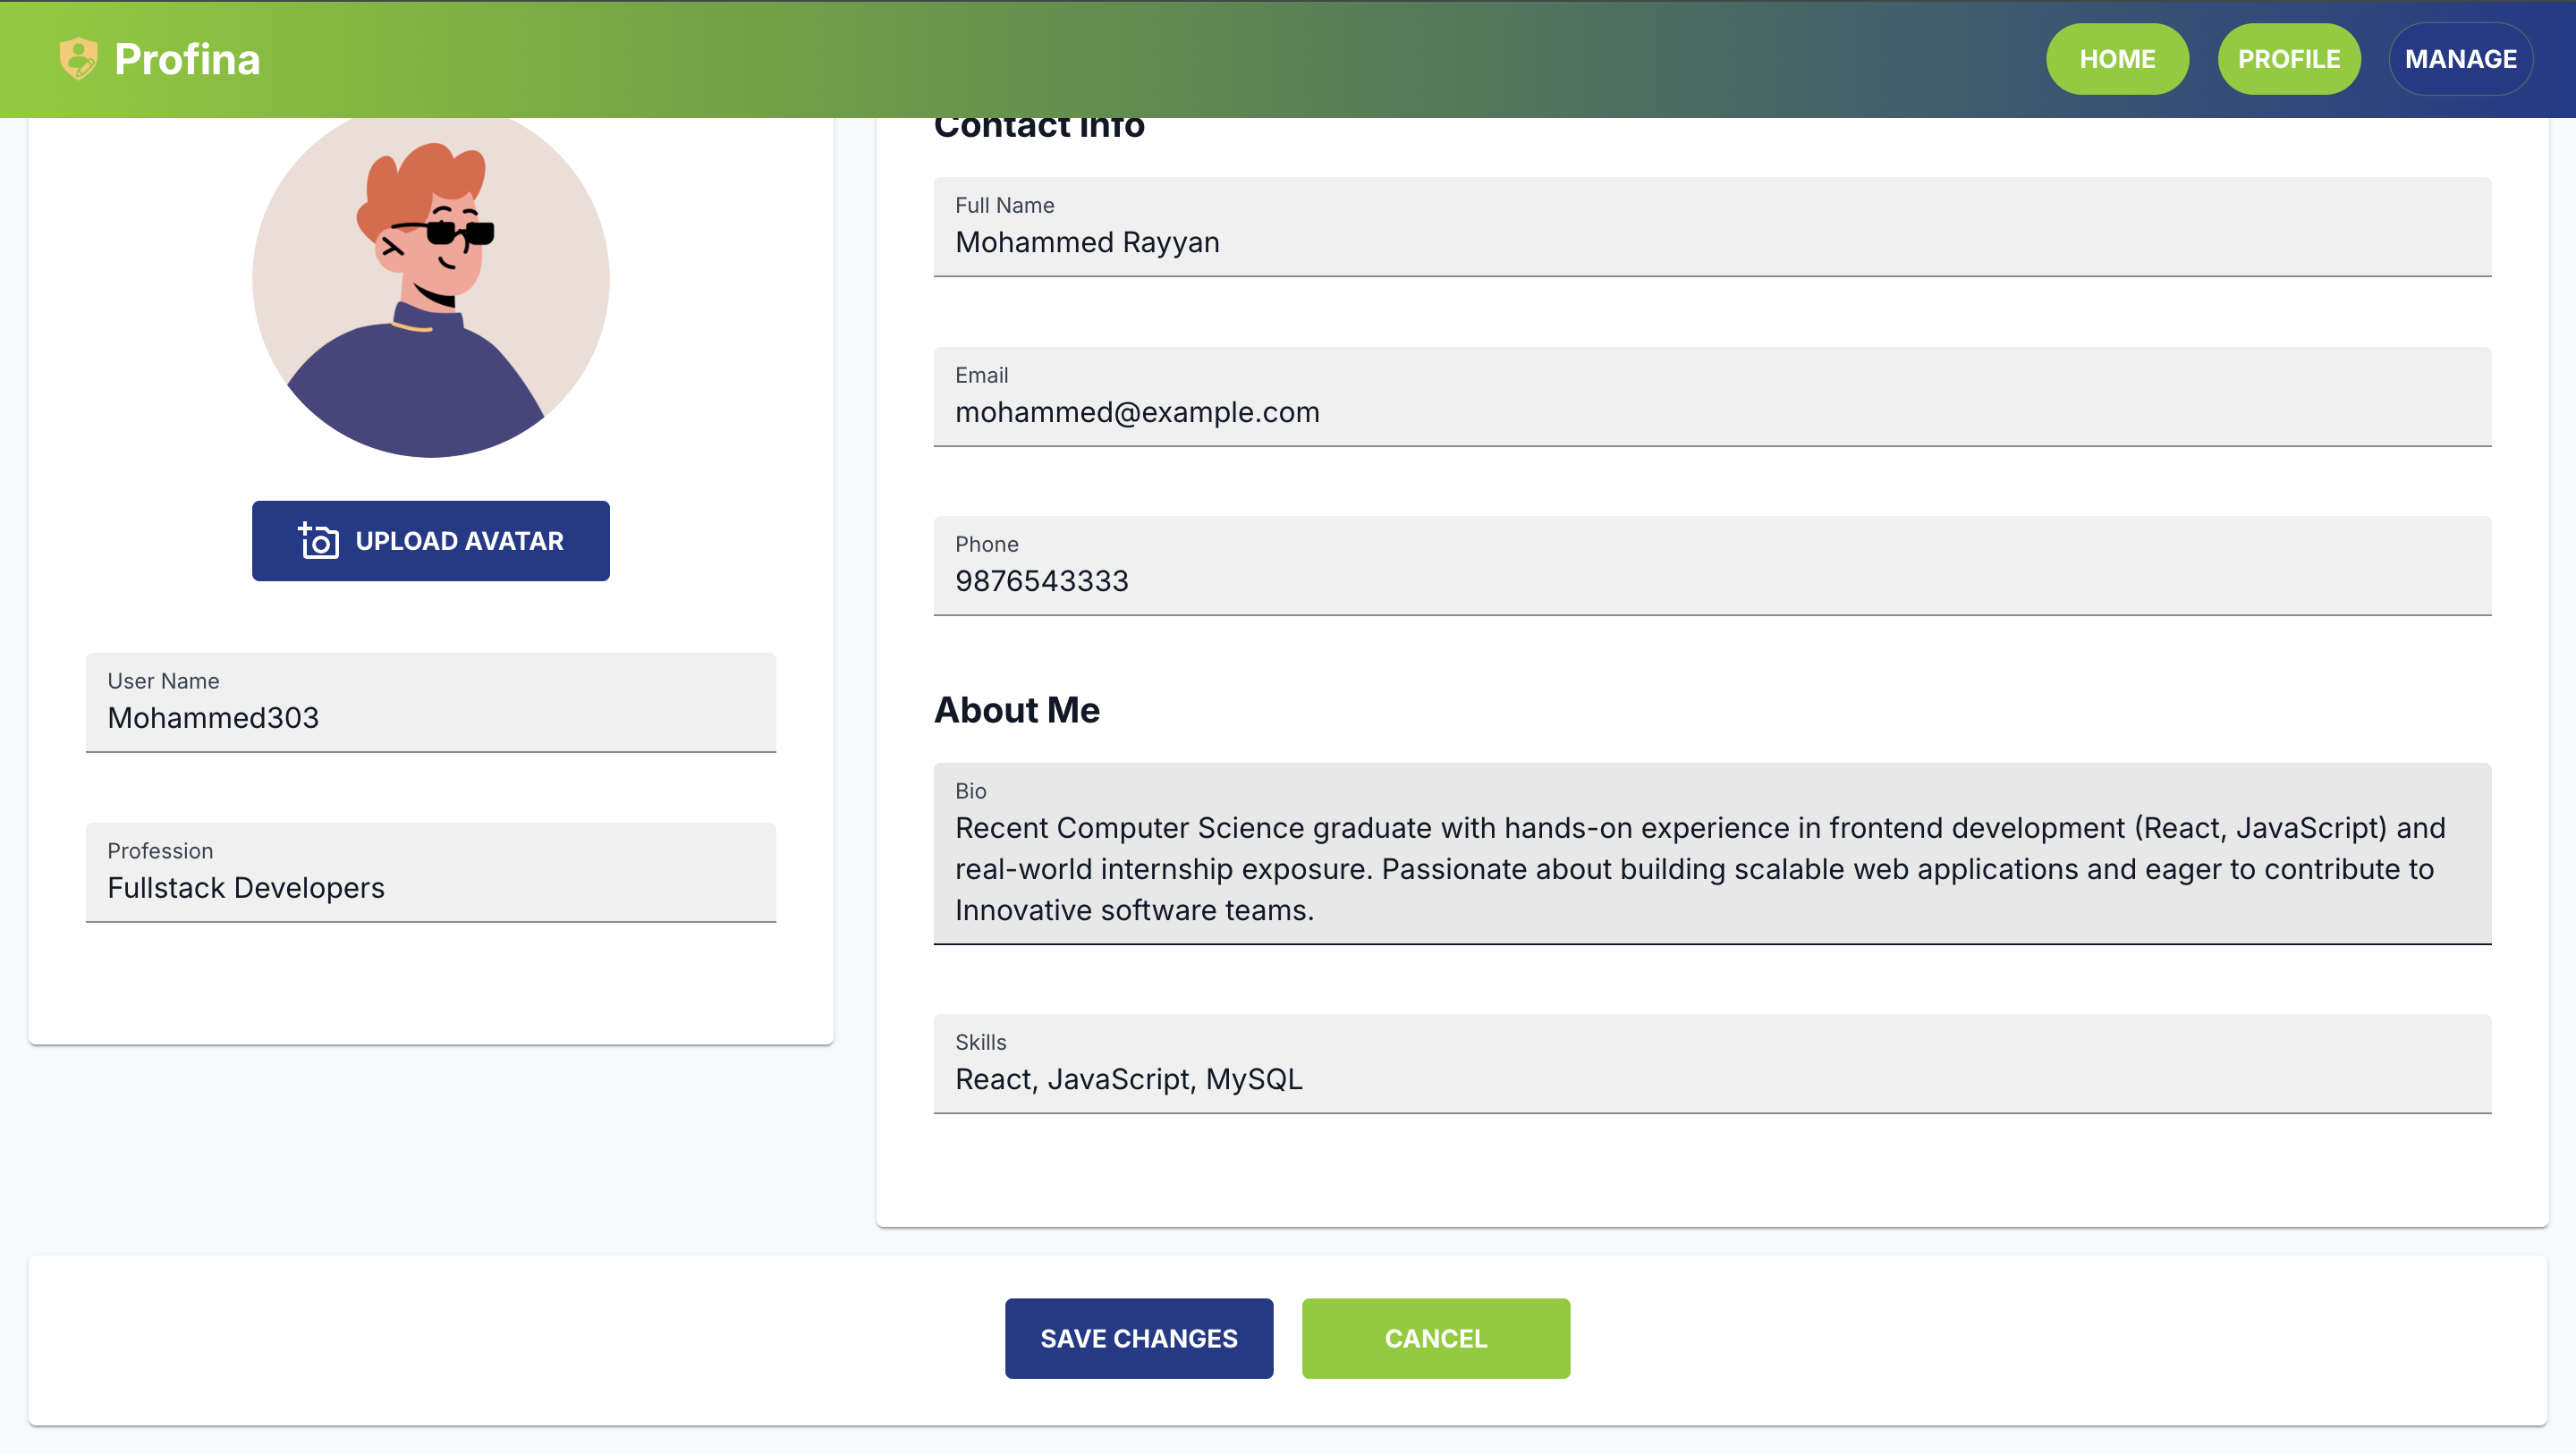 Profina
HOME
PROFILE
MANAGE
UPLOAD AVATAR
User Name
Mohammed303
Profession
Fullstack Developers
Contact Info
Full Name
Mohammed Rayyan
Email
mohammed@example.com
Phone
9876543333
About Me
Bio
Recent Computer Science graduate with hands-on experience in frontend development (React, JavaScript) and
real-world internship exposure. Passionate about building scalable web applications and eager to contribute to
Innovative software teams.
Skills
React, JavaScript, MySQL
SAVE CHANGES
CANCEL